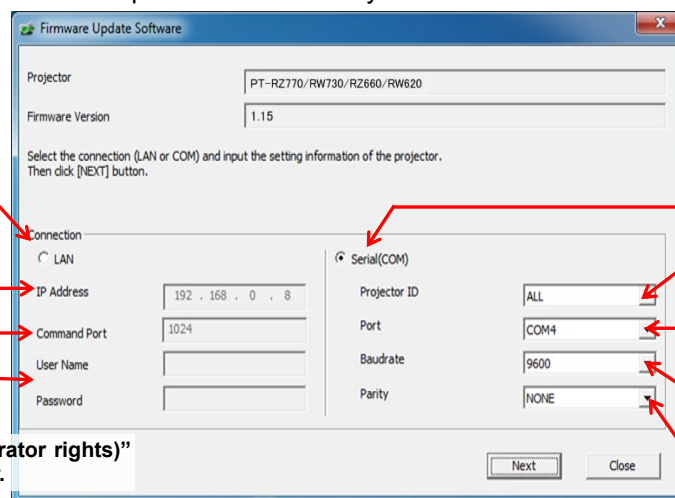 Firmware Update Software
Projector
PT-RZ770/RW730/RZ660/RW620
Firmware Version
1.15
Select the connection (LAN or COM) and input the setting information of the projector.
Then click [NEXT] button.
Connection
LAN
IP Address
192 . 168 . 0 . 8
Command Port
1024
User Name
Password
Serial(COM)
Projector ID
ALL
Port
COM4
Baudrate
9600
Parity
NONE
rator rights)”
Next
Close